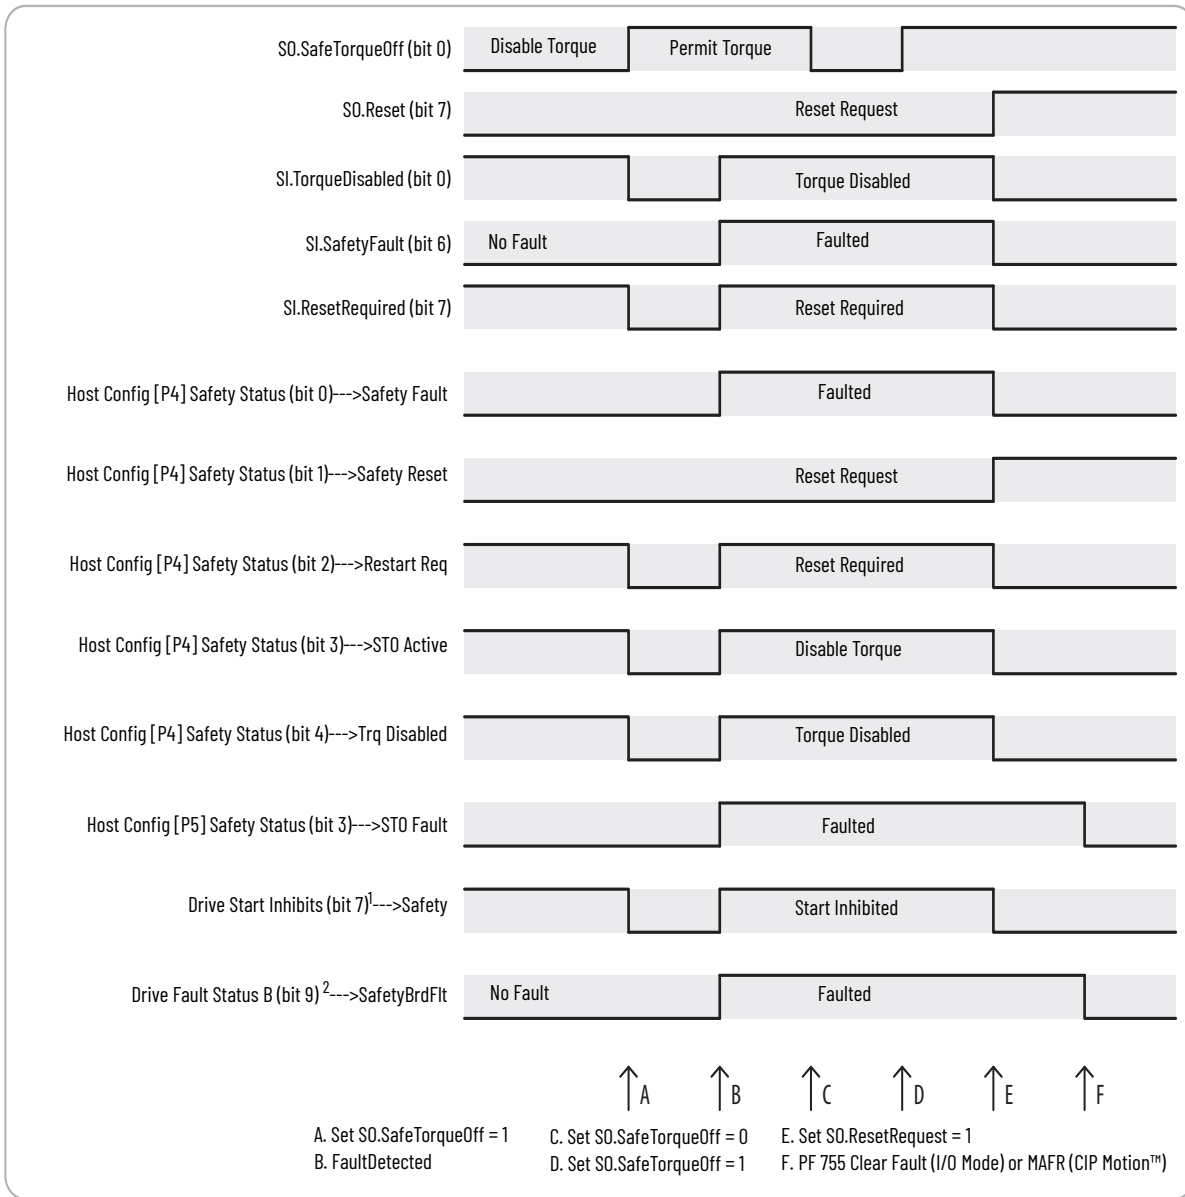 SO.SafeTorqueOff (bit 0)
Disable Torque
Permit Torque
SO.Reset (bit 7)
Reset Request
SI.TorqueDisabled (bit 0)
Torque Disabled
SI.SafetyFault (bit 6)
No Fault
Faulted
SI.ResetRequired (bit 7)
Reset Required
Host Config [P4] Safety Status (bit 0)--->Safety Fault
Faulted
Host Config [P4] Safety Status (bit 1)--->Safety Reset
Reset Request
Host Config [P4] Safety Status (bit 2)--->Restart Req
Reset Required
Host Config [P4] Safety Status (bit 3)--->STO Active
Disable Torque
Host Config [P4] Safety Status (bit 4)--->Trq Disabled
Torque Disabled
Host Config [P5] Safety Status (bit 3)--->STO Fault
Faulted
Drive Start Inhibits (bit 7)1--->Safety
Start Inhibited
Drive Fault Status B (bit 9) 2--->SafetyBrdFlt
No Fault
Faulted
A
B
C
D
E
F
A. Set SO.SafeTorqueOff = 1
B. FaultDetected
C. Set SO.SafeTorqueOff = 0
D. Set SO.SafeTorqueOff = 1
E. Set SO.ResetRequest = 1
F. PF 755 Clear Fault (I/O Mode) or MAFR (CIP Motion™)